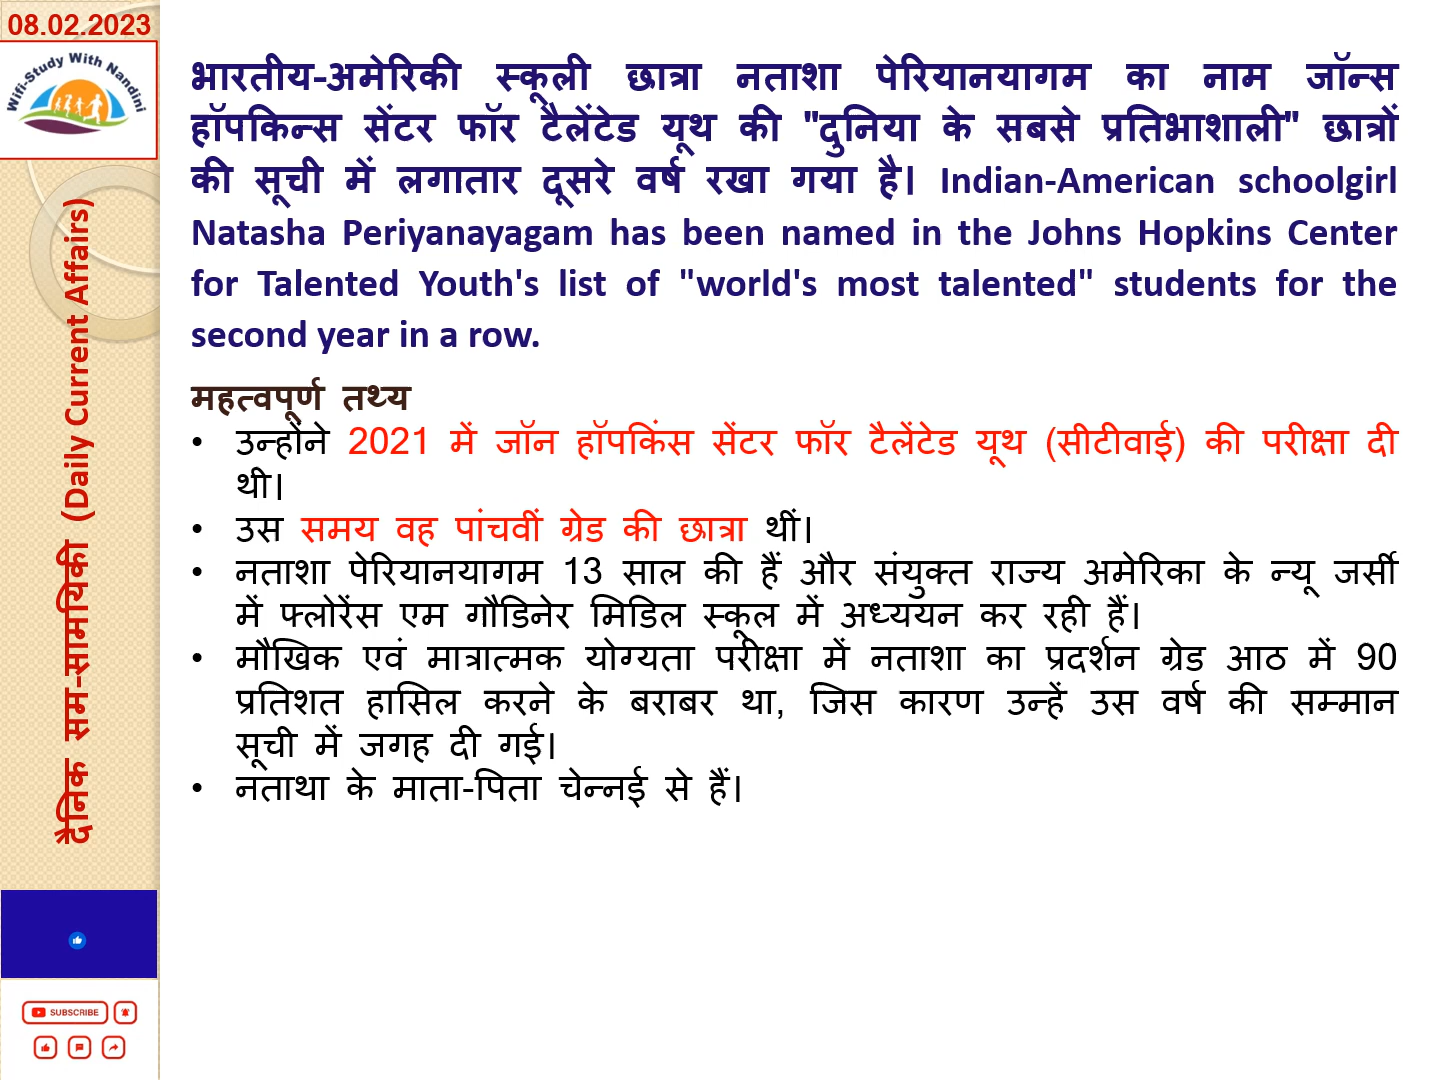 08.02.2023
Wifi-Study With Nandini
दैनिक सम-सामयिकी (Daily Current Affairs)
SUBSCRIBE
भारतीय-अमेरिकी स्कूली छात्रा नताशा पेरियानयागम का नाम जॉन्स
हॉपकिन्स सेंटर फॉर टैलेंटेड यूथ की "दुनिया के सबसे प्रतिभाशाली" छात्रों
की सूची में लगातार दूसरे वर्ष रखा गया है। Indian-American schoolgirl
Natasha Periyanayagam has been named in the Johns Hopkins Center
for Talented Youth's list of "world's most talented" students for the
second year in a row.
महत्वपूर्ण तथ्य
• उन्होंने 2021 में जॉन हॉपकिंस सेंटर फॉर टैलेंटेड यूथ (सीटीवाई) की परीक्षा दी
थी।
• उस समय वह पांचवीं ग्रेड की छात्रा थीं।
• नताशा पेरियानयागम 13 साल की हैं और संयुक्त राज्य अमेरिका के न्यू जर्सी
में फ्लोरेंस एम गौडिनेर मिडिल स्कूल में अध्ययन कर रही हैं।
• मौखिक एवं मात्रात्मक योग्यता परीक्षा में नताशा का प्रदर्शन ग्रेड आठ में 90
प्रतिशत हासिल करने के बराबर था, जिस कारण उन्हें उस वर्ष की सम्मान
सूची में जगह दी गई।
• नताथा के माता-पिता चेन्नई से हैं।